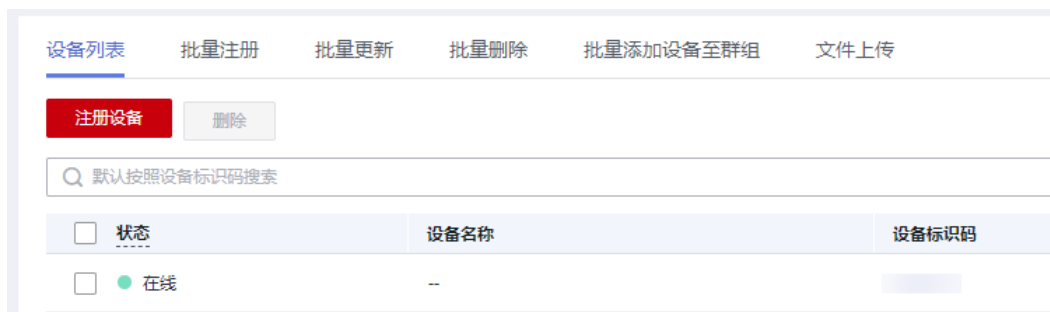 设备列表 批量注册 批量更新 批量删除 批量添加设备至群组 文件上传
注册设备 删除
默认按照设备标识码搜索
状态 设备名称 设备标识码
在线 --